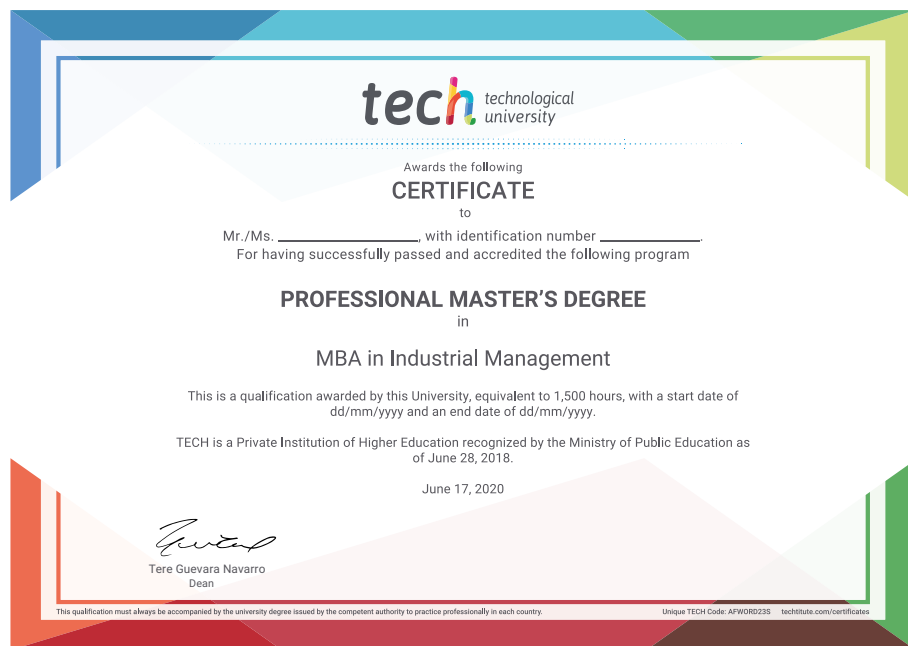 tech technological
university
Awards the following
CERTIFICATE
to
Mr./Ms. ____________, with identification number ____________.
For having successfully passed and accredited the following program
PROFESSIONAL MASTER’S DEGREE
in
MBA in Industrial Management
This is a qualification awarded by this University, equivalent to 1,500 hours, with a start date of
dd/mm/yyyy and an end date of dd/mm/yyyy.
TECH is a Private Institution of Higher Education recognized by the Ministry of Public Education as
of June 28, 2018.
June 17, 2020
Tere Guevara Navarro
Dean
This qualification must always be accompanied by the university degree issued by the competent authority to practice professionally in each country. Unique TECH Code: AFWORD23S techtitute.com/certificates